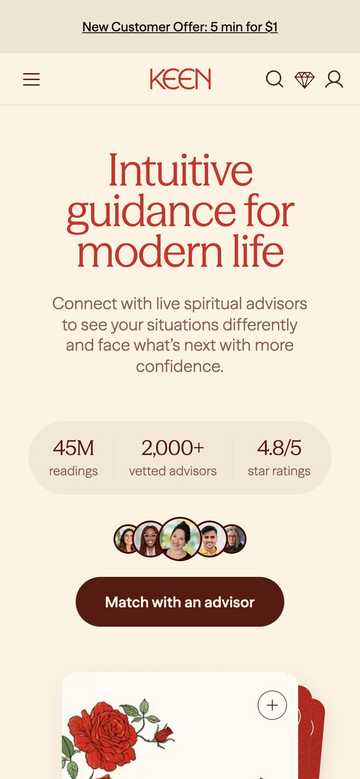 New Customer Offer: 5 min for $1
KEEN
Intuitive
guidance for
modern life
Connect with live spiritual advisors
to see your situations differently
and face what's next with more
confidence.
45M
readings
2,000+
vetted advisors
4.8/5
star ratings
Match with an advisor